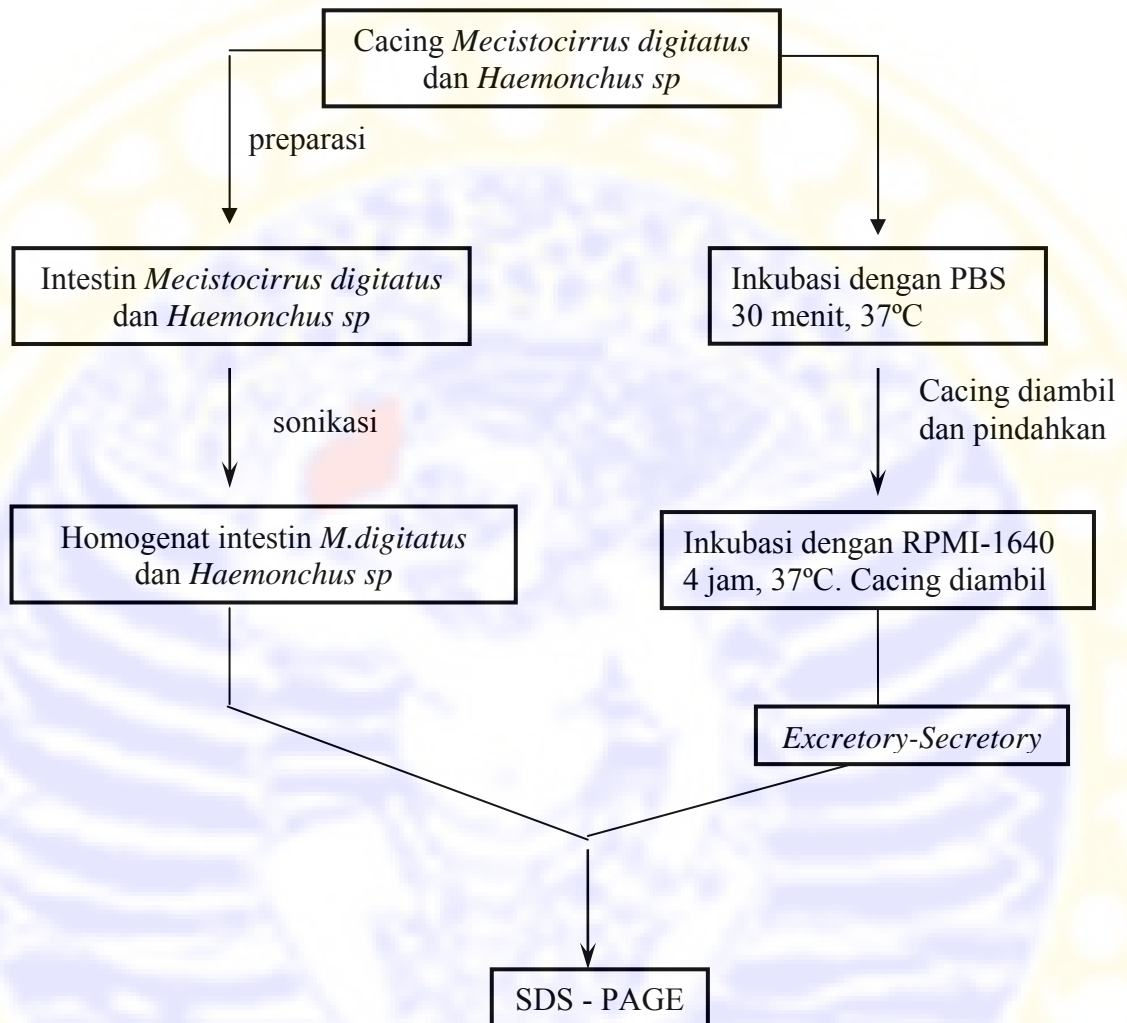 Cacing Mecistocirrus digitatus
dan Haemonchus sp
preparasi
Intestin Mecistocirrus digitatus
dan Haemonchus sp
Inkubasi dengan PBS
30 menit, 37ºC
sonikasi
Cacing diambil
dan pindahkan
Homogenat intestin M.digitatus
dan Haemonchus sp
Inkubasi dengan RPMI-1640
4 jam, 37ºC. Cacing diambil
Excretory-Secretory
SDS - PAGE